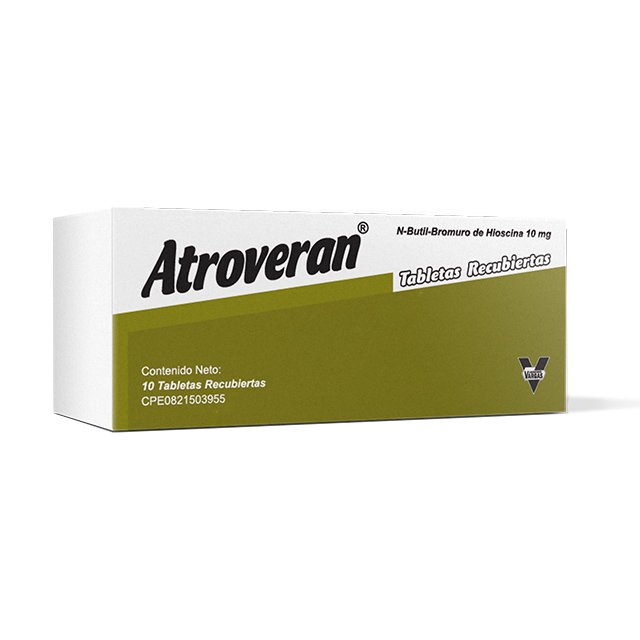 Atroveran®
N-Butil-Bromuro de Hioscina 10 mg
Tabletas Recubiertas
Contenido Neto:
10 Tabletas Recubiertas
CPE0821503955
VARGAS